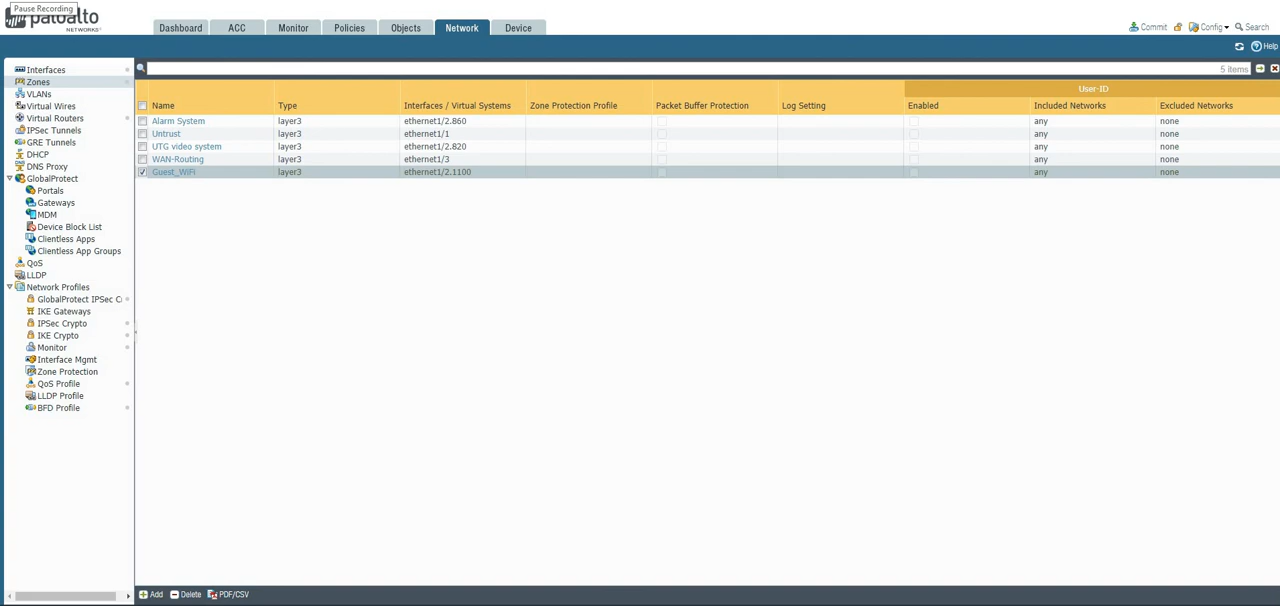 Pause Recording
paloalto
NETWORKS®
Dashboard ACC Monitor Policies Objects Network Device
Commit Config Search
Help
Interfaces
Zones
VLANs
Virtual Wires
Virtual Routers
IPSec Tunnels
GRE Tunnels
DHCP
DNS Proxy
GlobalProtect
Portals
Gateways
MDM
Device Block List
Clientless Apps
Clientless App Groups
QoS
LLDP
Network Profiles
GlobalProtect IPSec C
IKE Gateways
IPSec Crypto
IKE Crypto
Monitor
Interface Mgmt
Zone Protection
QoS Profile
LLDP Profile
BFD Profile
5 items
User-ID
Name Type Interfaces / Virtual Systems Zone Protection Profile Packet Buffer Protection Log Setting Enabled Included Networks Excluded Networks
Alarm System layer3 ethernet1/2.860 any none
Untrust layer3 ethernet1/1 any none
UTG video system layer3 ethernet1/2.820 any none
WAN-Routing layer3 ethernet1/3 any none
Guest_WiFi layer3 ethernet1/2.1100 any none
Add Delete PDF/CSV